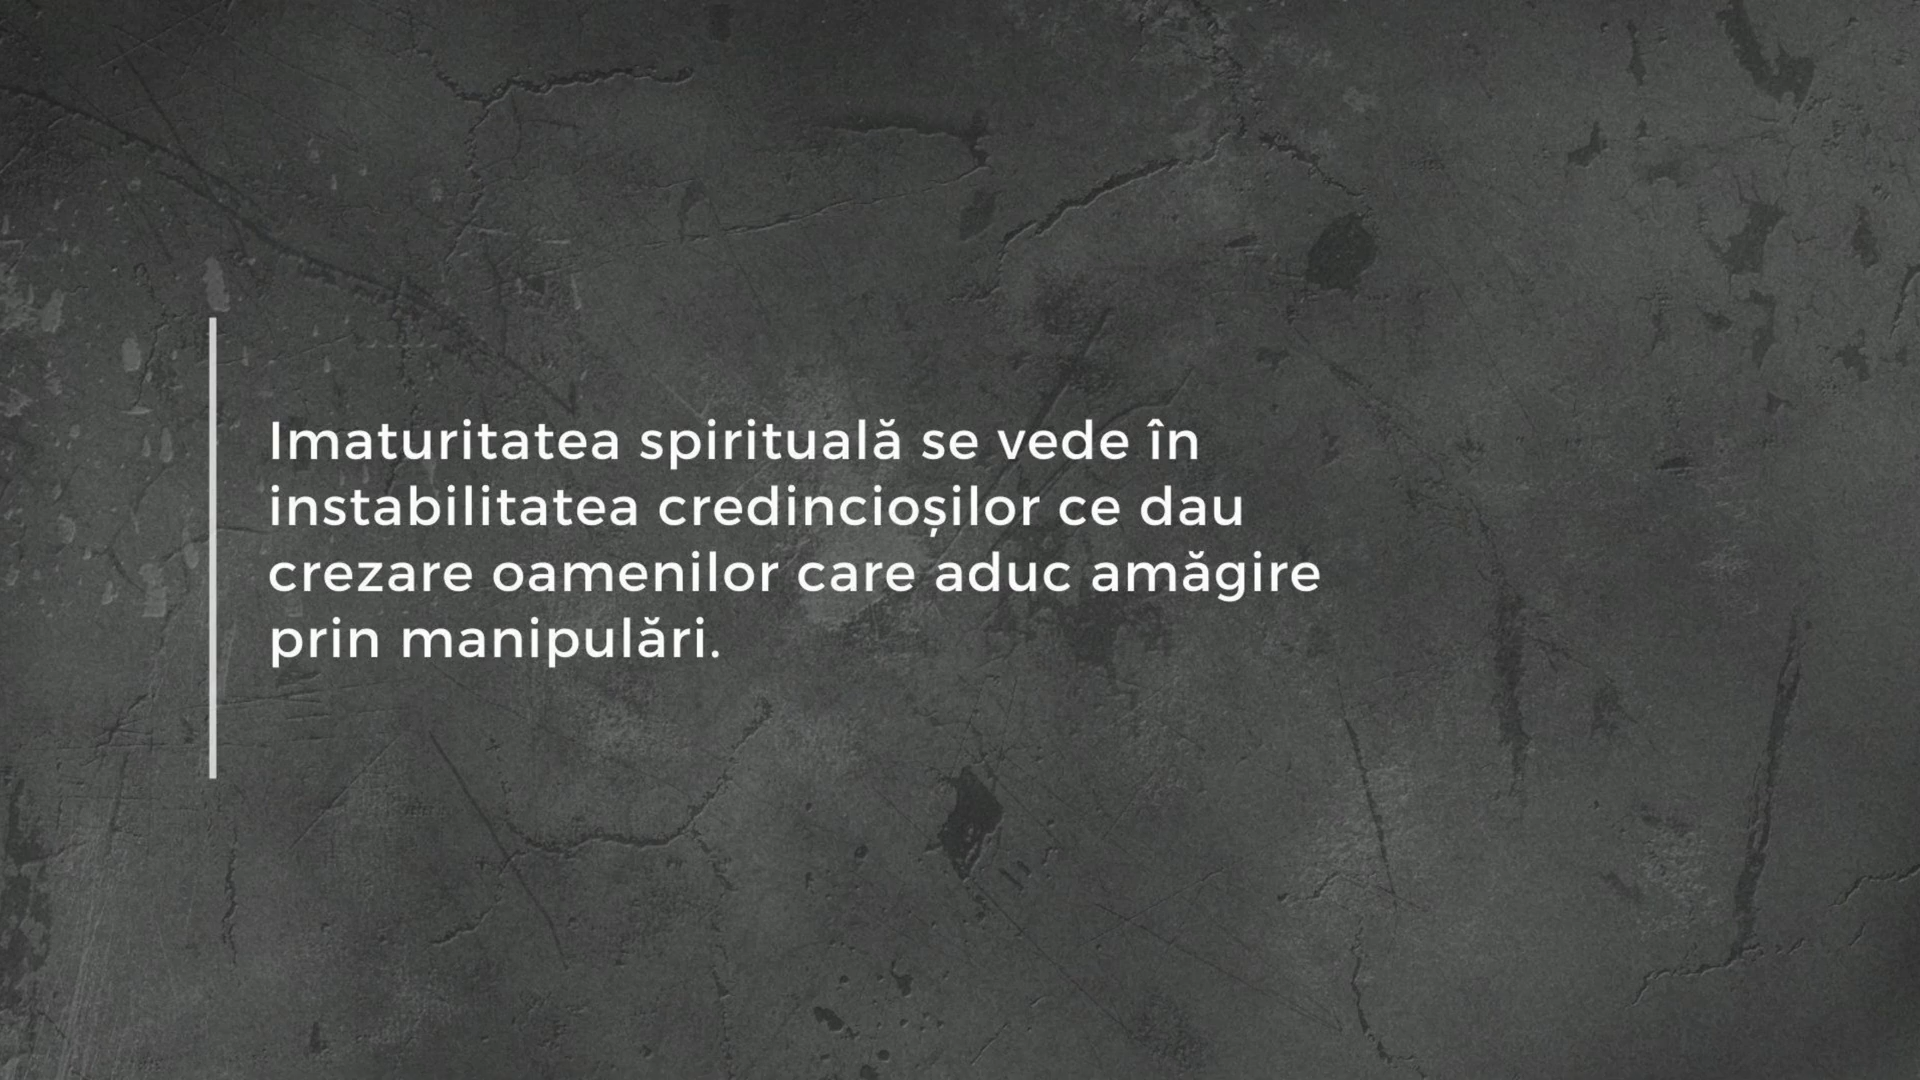 Imaturitatea spirituală se vede în
instabilitatea credincioșilor ce dau
crezare oamenilor care aduc amăgire
prin manipulări.